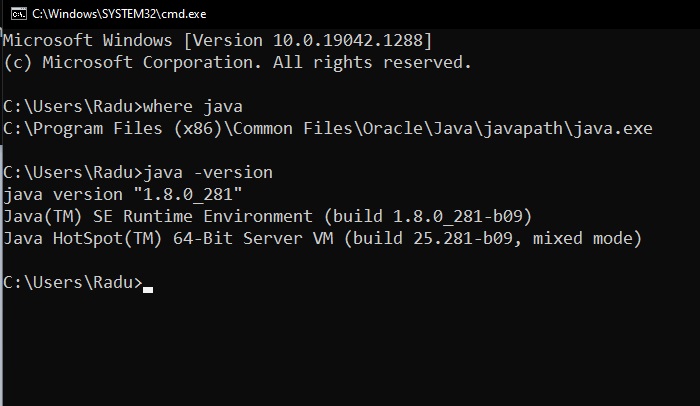 C:\Windows\SYSTEM32\cmd.exe
Microsoft Windows [Version 10.0.19042.1288]
(c) Microsoft Corporation. All rights reserved.
C:\Users\Radu>where java
C:\Program Files (x86)\Common Files\Oracle\Java\javapath\java.exe
C:\Users\Radu>java -version
java version "1.8.0_281"
Java(TM) SE Runtime Environment (build 1.8.0_281-b09)
Java HotSpot(TM) 64-Bit Server VM (build 25.281-b09, mixed mode)
C:\Users\Radu>